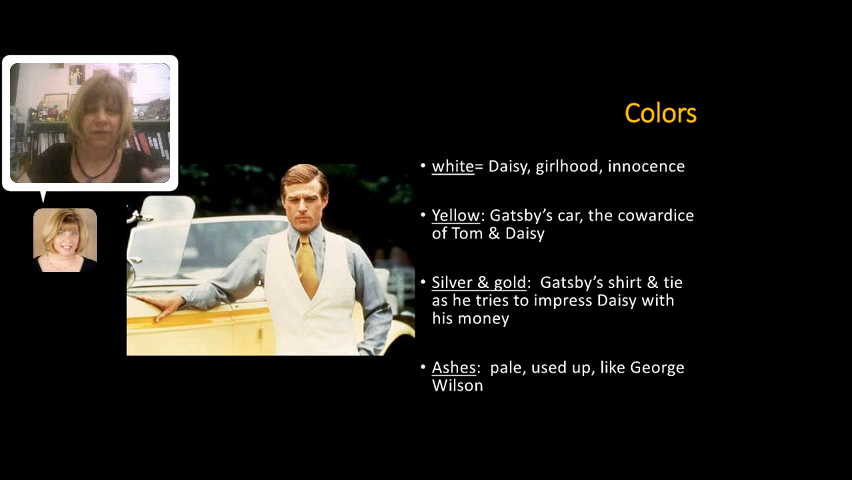 Colors
• white= Daisy, girlhood, innocence
• Yellow: Gatsby’s car, the cowardice
of Tom & Daisy
• Silver & gold:  Gatsby’s shirt & tie
as he tries to impress Daisy with
his money
• Ashes:  pale, used up, like George
Wilson